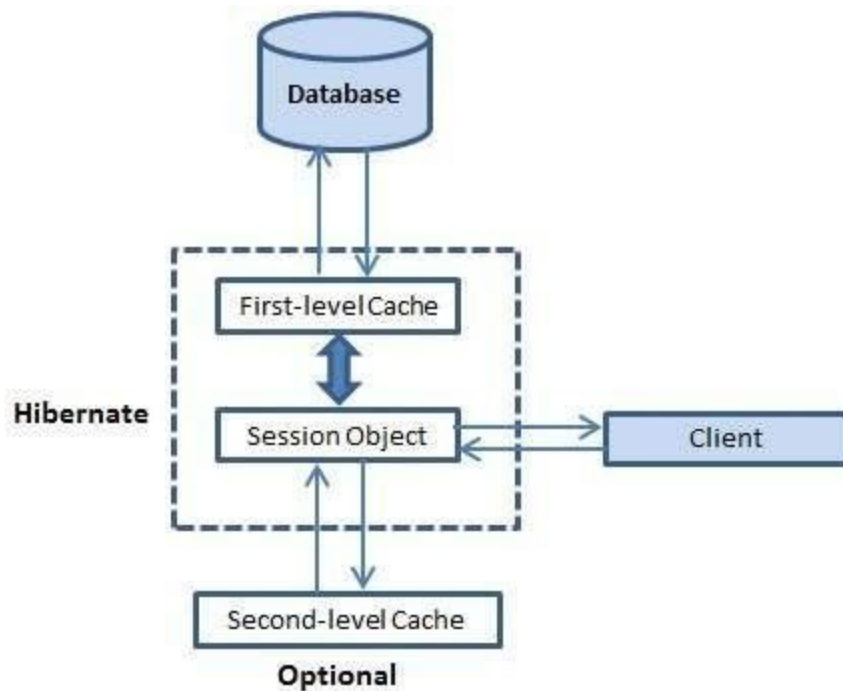 Database
First-level Cache
Hibernate
Session Object
Client
Second-level Cache
Optional